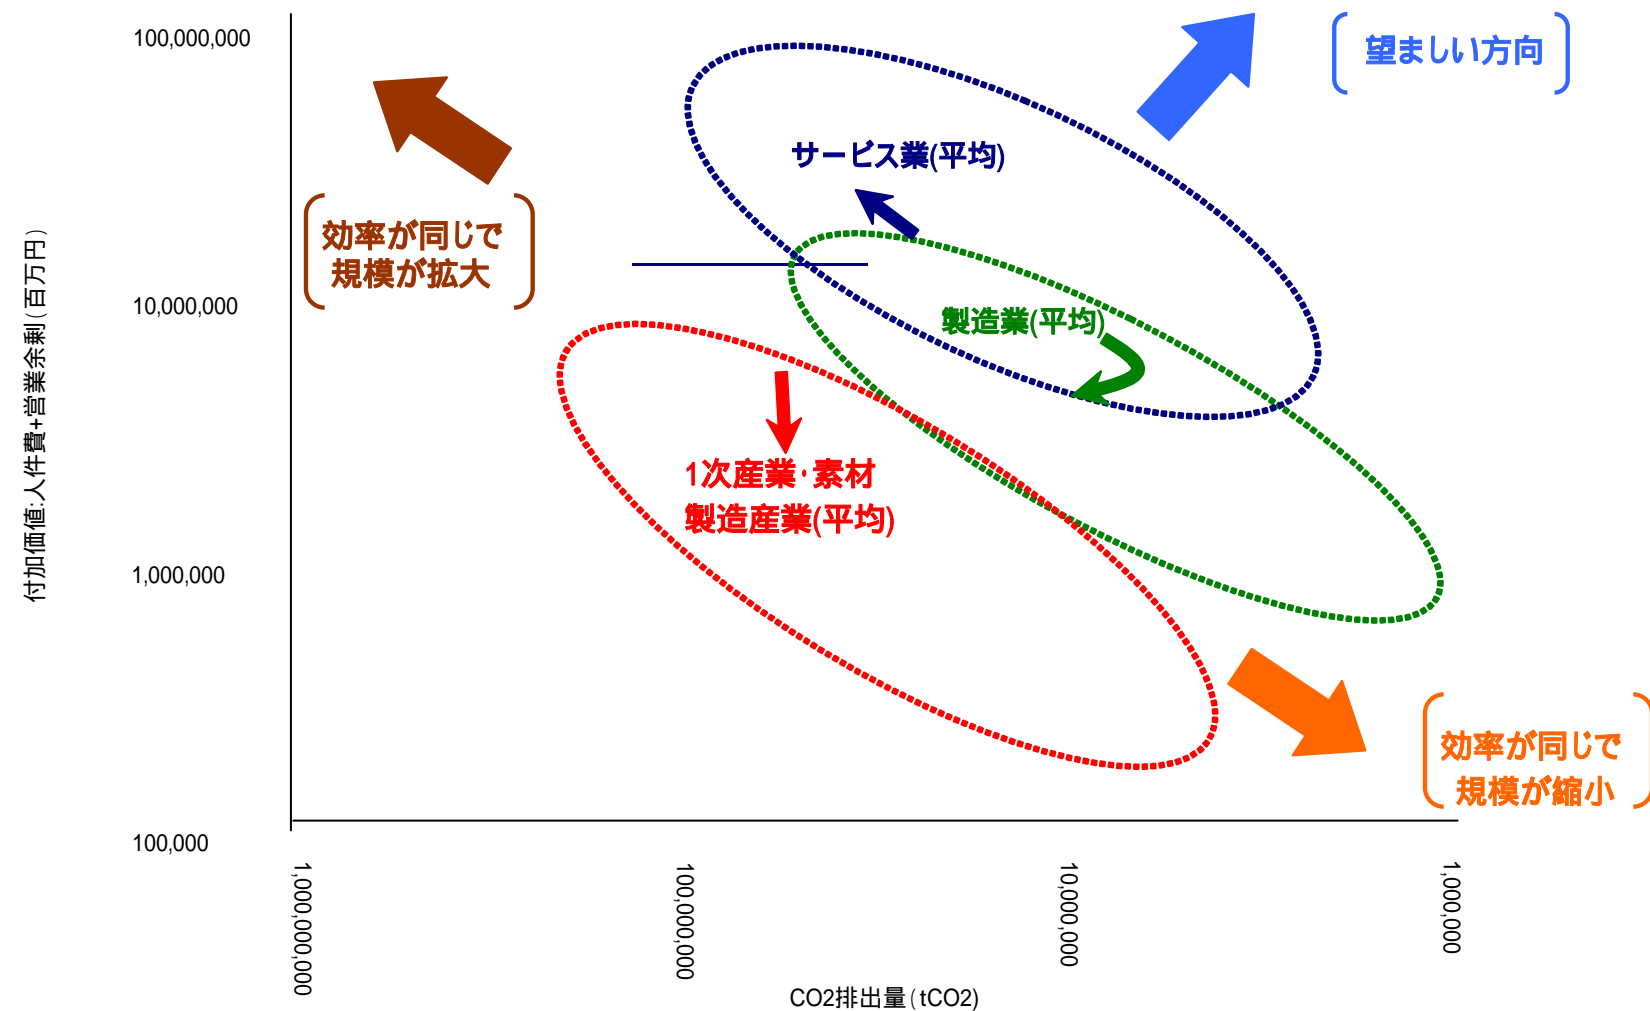 100,000,000
望ましい方向
サービス業(平均)
効率が同じで
規模が拡大
10,000,000
製造業(平均)
付加価値:人件費+営業余剰(百万円)
1次産業・素材
製造産業(平均)
1,000,000
効率が同じで
規模が縮小
100,000
1,000,000,000
100,000,000
10,000,000
1,000,000
CO2排出量(tCO2)